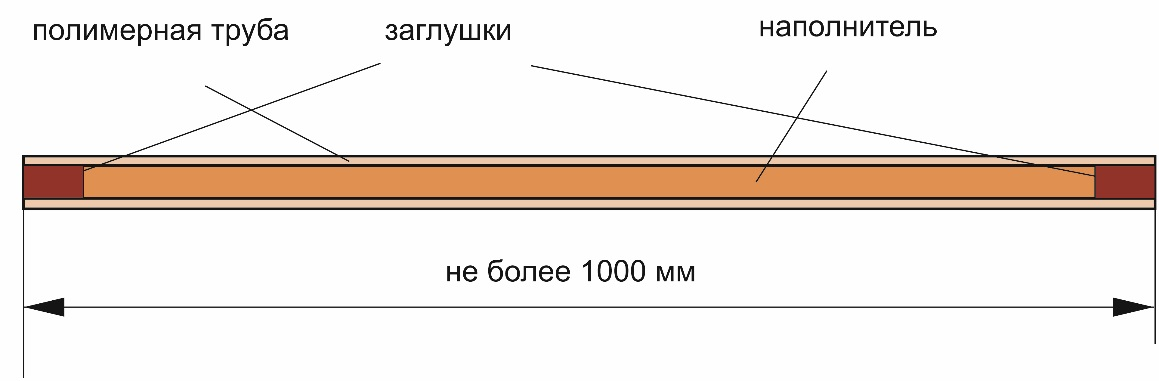 полимерная труба
заглушки
наполнитель
не более 1000 мм